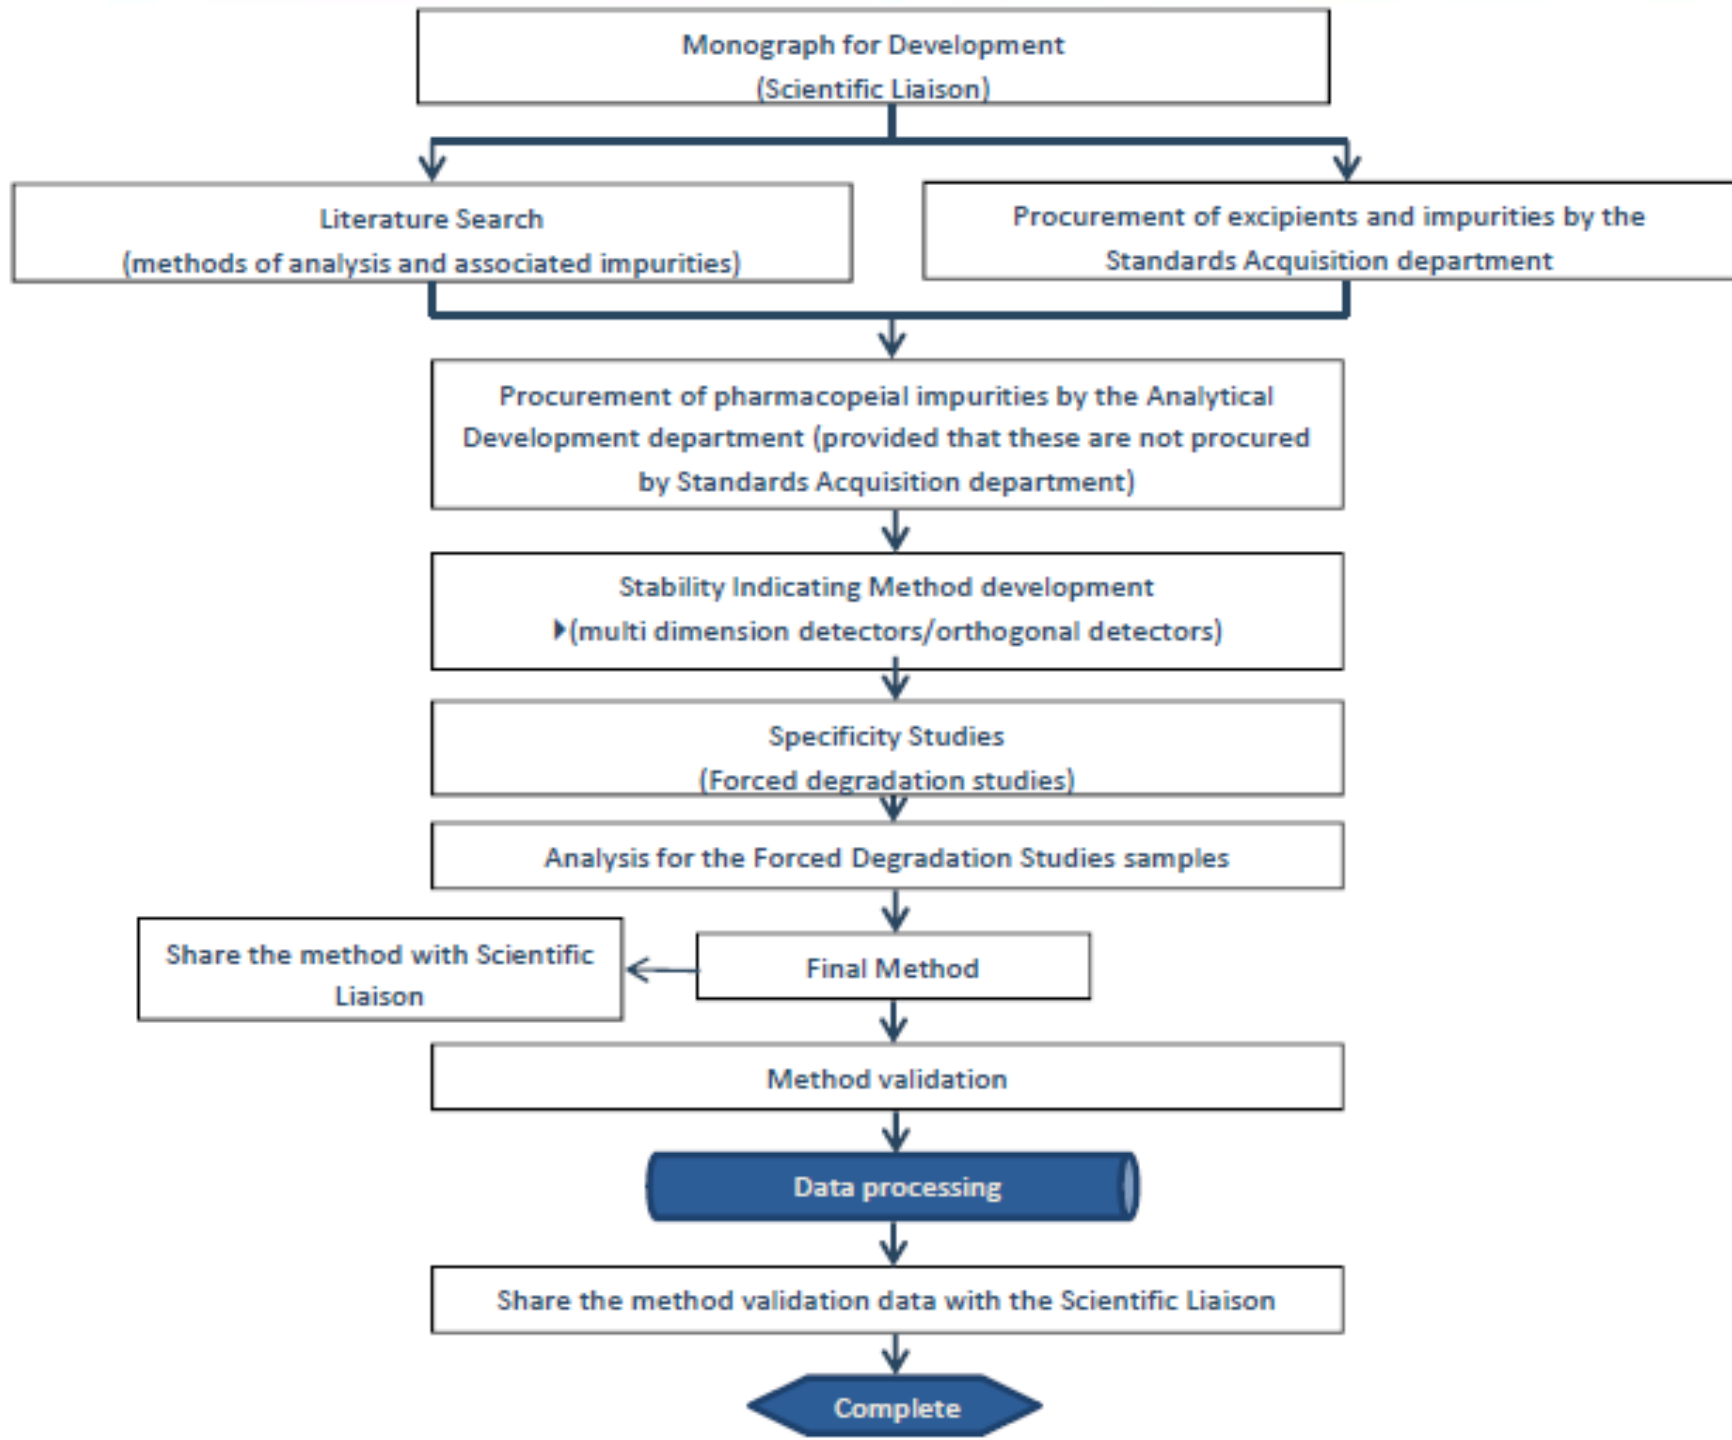 Monograph for Development
(Scientific Liaison)
Literature Search
(methods of analysis and associated impurities)
Procurement of excipients and impurities by the
Standards Acquisition department
Procurement of pharmacopeial impurities by the Analytical
Development department (provided that these are not procured
by Standards Acquisition department)
Stability Indicating Method development
(multi dimension detectors/orthogonal detectors)
Specificity Studies
(Forced degradation studies)
Analysis for the Forced Degradation Studies samples
Share the method with Scientific
Liaison
Final Method
Method validation
Data processing
Share the method validation data with the Scientific Liaison
Complete